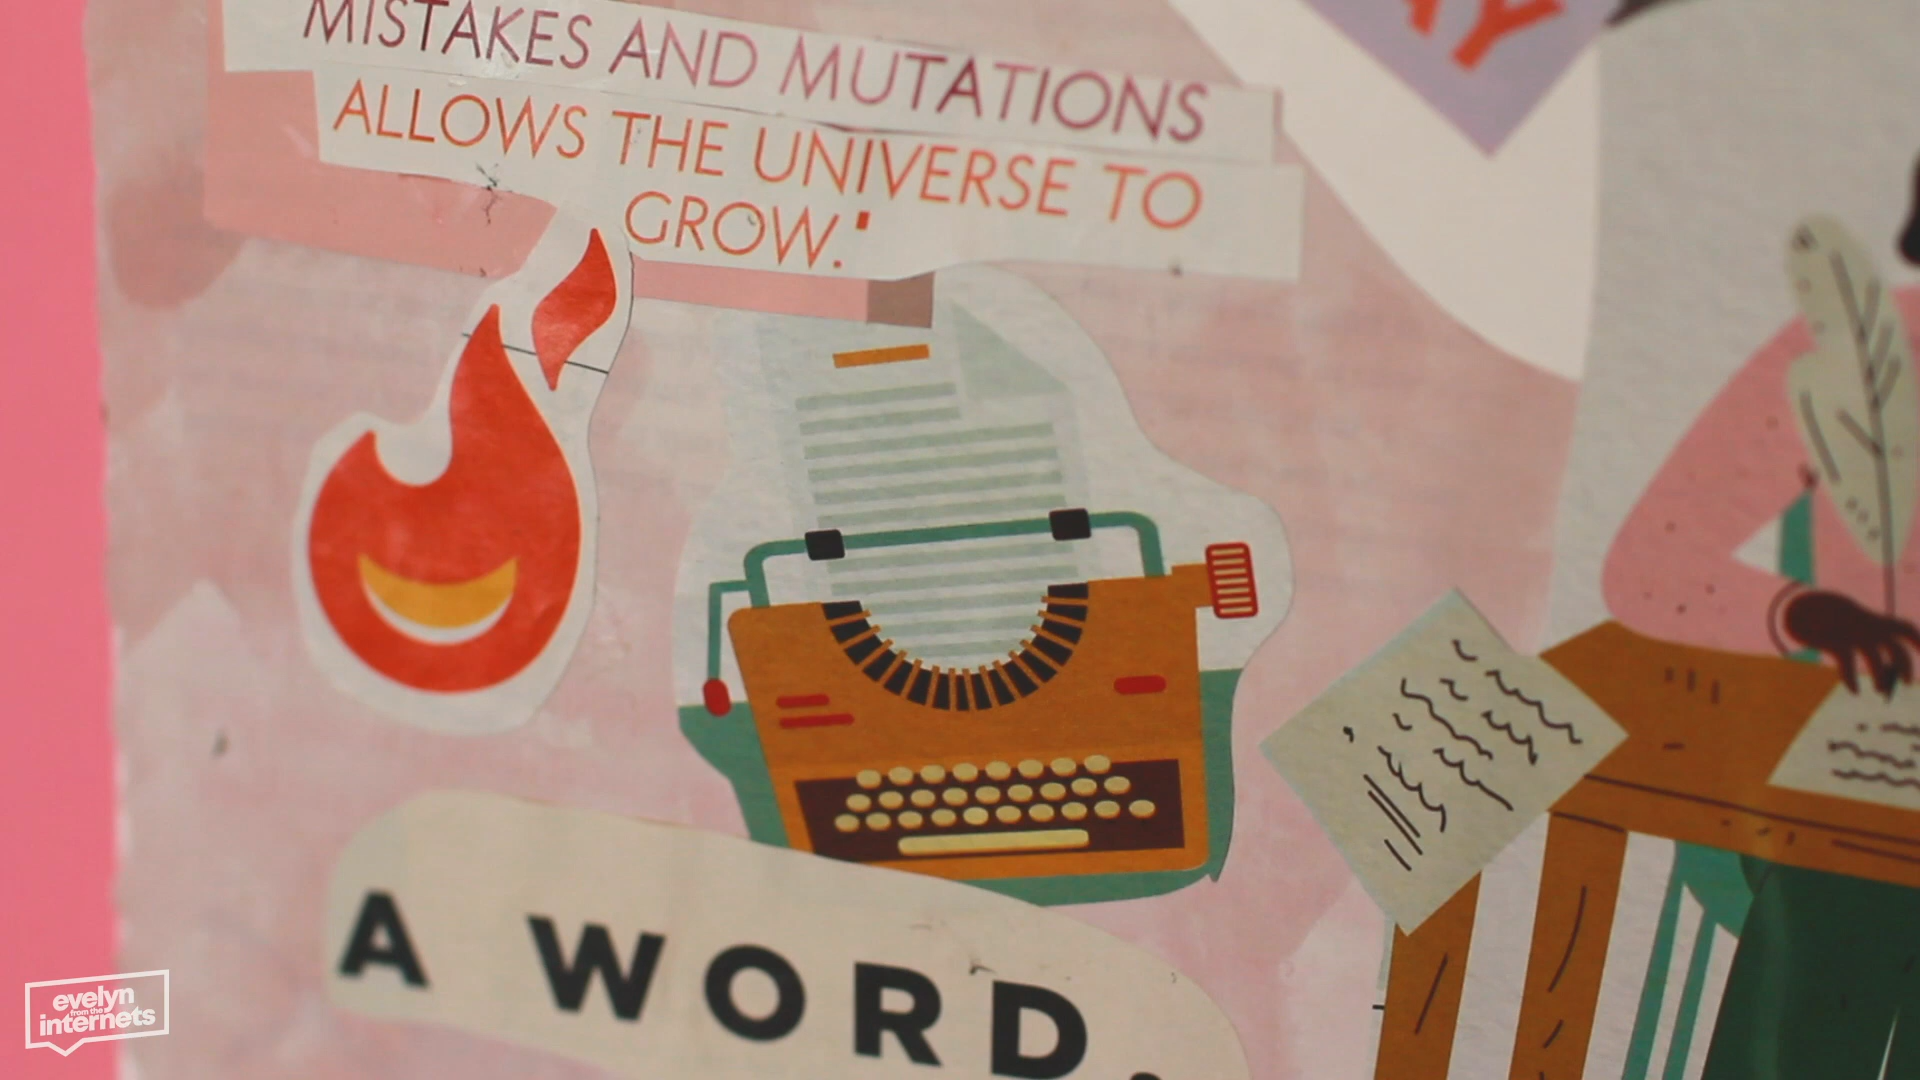 MISTAKES AND MUTATIONS
ALLOWS THE UNIVERSE TO
GROW.'
A WORD.
evelyn
from the
internets